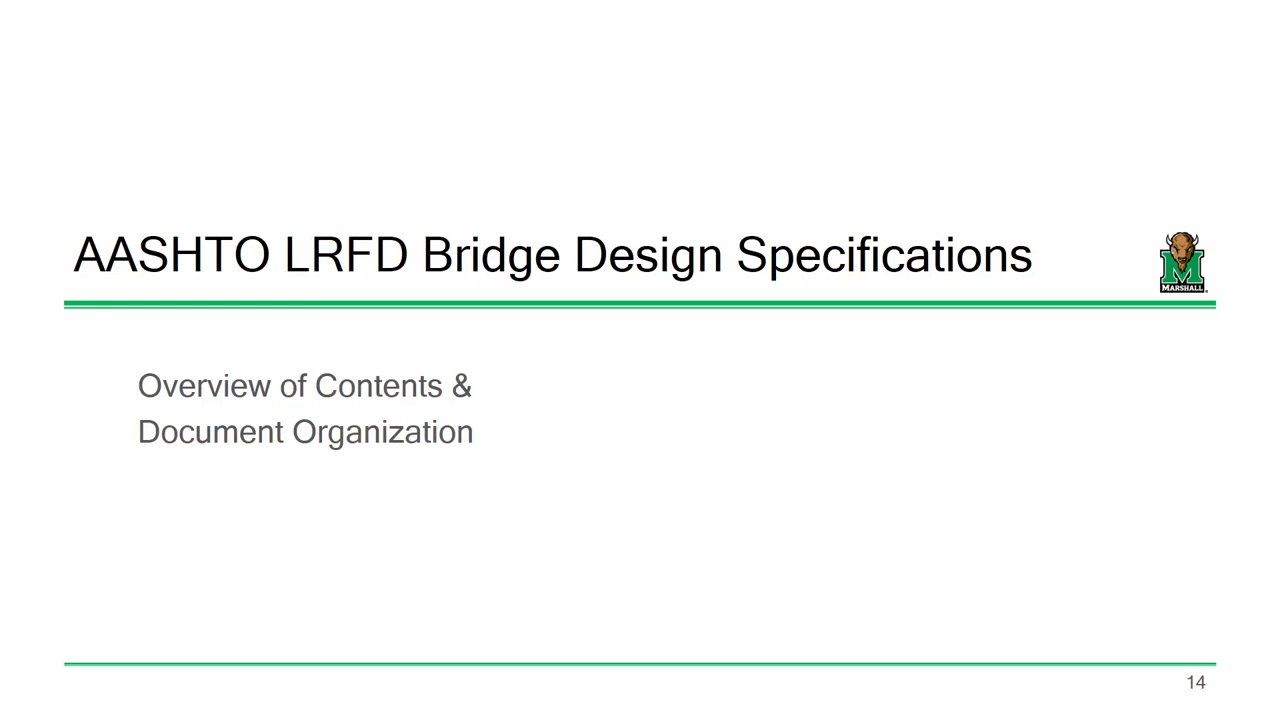 AASHTO LRFD Bridge Design Specifications
MARSHALL
Overview of Contents &
Document Organization
14